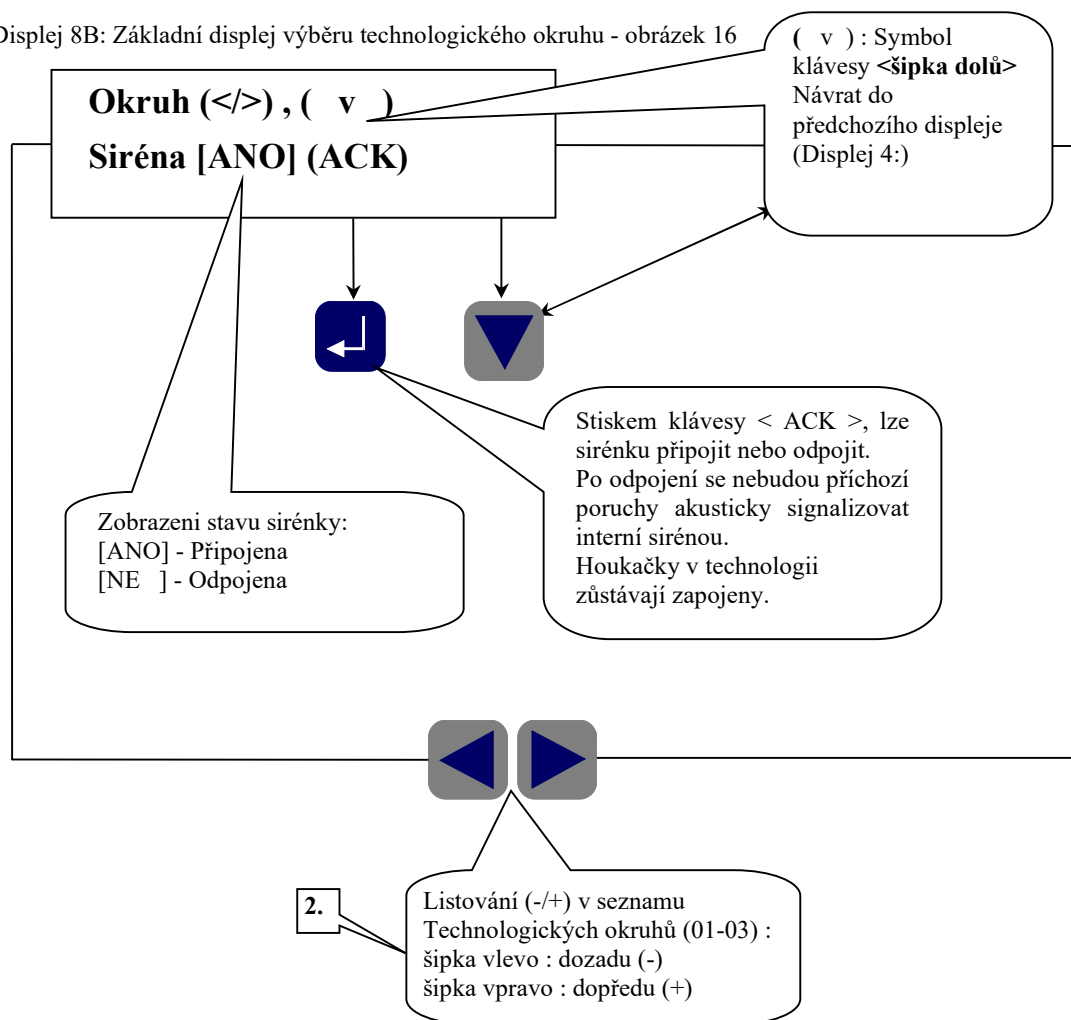 Displej 8B: Základní displej výběru technologického okruhu - obrázek 16
( v ) : Symbol
klávesy <šipka dolů>
Návrat do
předchozího displeje
(Displej 4:)
Okruh (</>) , ( v )
Siréna [ANO] (ACK)
Stiskem klávesy < ACK >, lze
sirénku připojit nebo odpojit.
Po odpojení se nebudou příchozí
poruchy akusticky signalizovat
interní sirénou.
Houkačky v technologii
zůstávají zapojeny.
Zobrazeni stavu sirénky:
[ANO] - Připojena
[NE ] - Odpojena
2.
Listování (-/+) v seznamu
Technologických okruhů (01-03) :
šipka vlevo : dozadu (-)
šipka vpravo : dopředu (+)